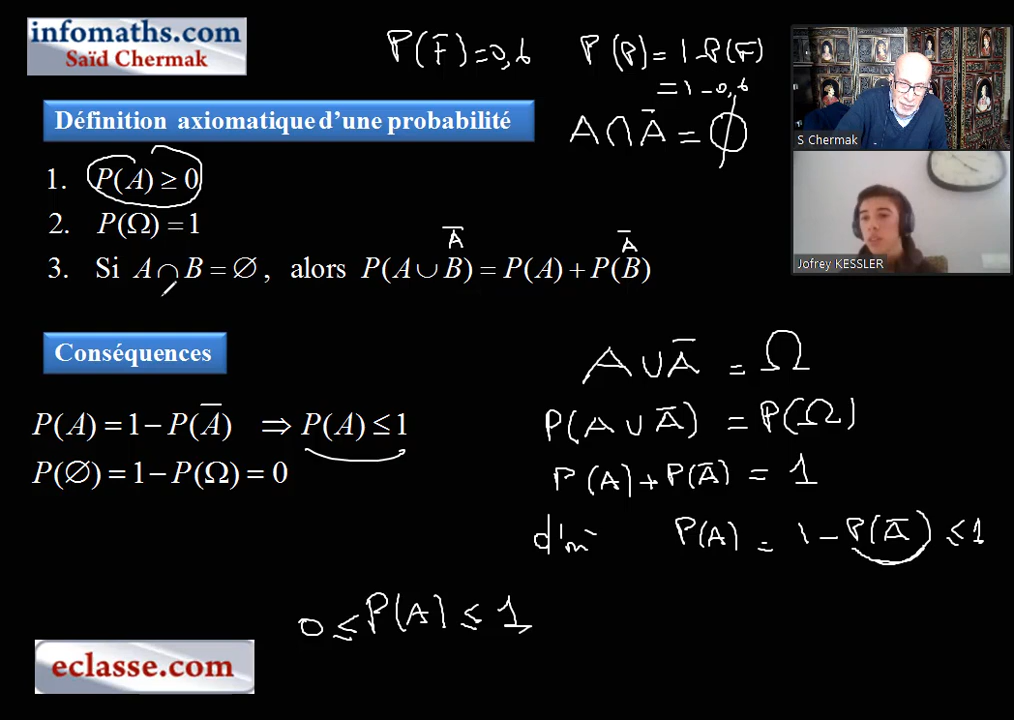 infomaths.com
Saïd Chermak
P(F)=0,6
P(P)= 1-P(F)
= 1-0,6
A∩A̅ = ∅
S Chermak
Jofrey KESSLER
Définition axiomatique d’une probabilité
1. P(A) ≥ 0
2. P(Ω) = 1
A̅ A̅
3. Si A ∩ B = ∅, alors P(A ∪ B) = P(A) + P(B)
Conséquences
P(A) = 1 − P(A̅) ⇒ P(A) ≤ 1
P(∅) = 1 − P(Ω) = 0
A ∪ A̅ = Ω
P(A ∪ A̅) = P(Ω)
P(A)+P(A̅) = 1
P(A) = 1 − P(A̅) ≤ 1
0 ≤ P(A) ≤ 1
eclasse.com